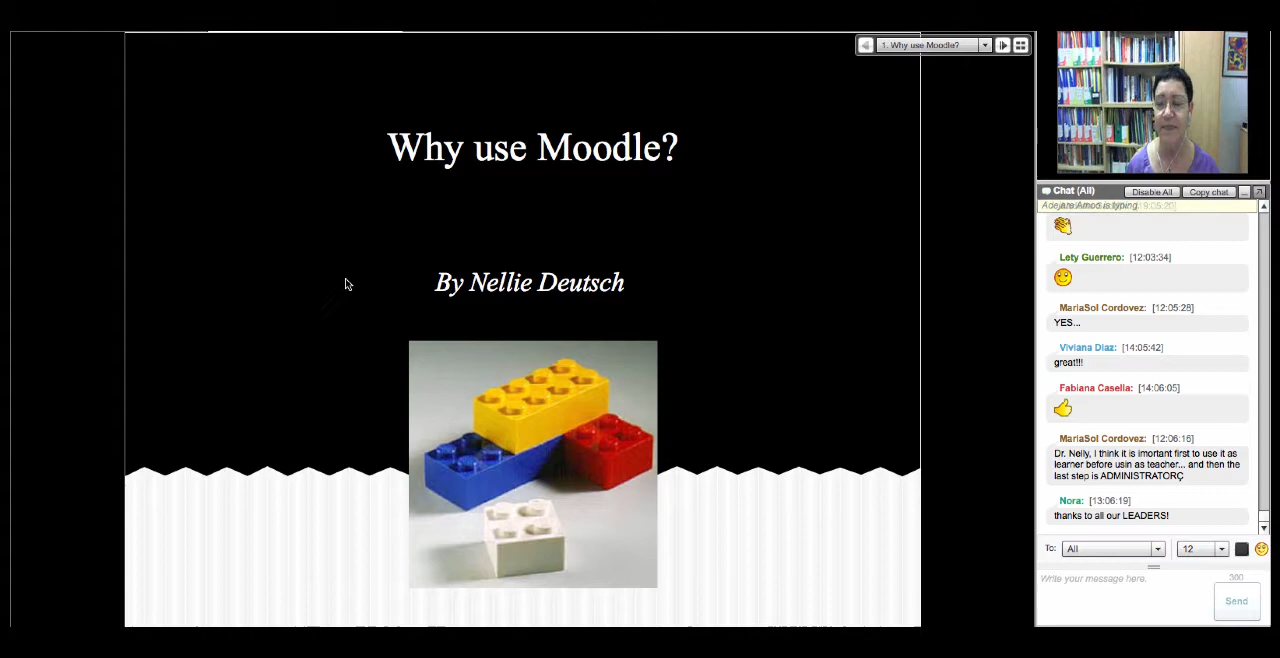 1. Why use Moodle?
Why use Moodle?
By Nellie Deutsch
Chat (All)
Disable All
Copy chat
is typing.
Lety Guerrero: [12:03:34]
MariaSol Cordovez: [12:05:28]
YES...
Viviana Diaz: [14:05:42]
great!!!
Fabiana Casella: [14:06:05]
MariaSol Cordovez: [12:06:16]
Dr. Nelly, I think it is imortant first to use it as
learner before usin as teacher... and then the
last step is ADMINISTRATORÇ
Nora: [13:06:19]
thanks to all our LEADERS!
To:
All
12
Write your message here.
300
Send